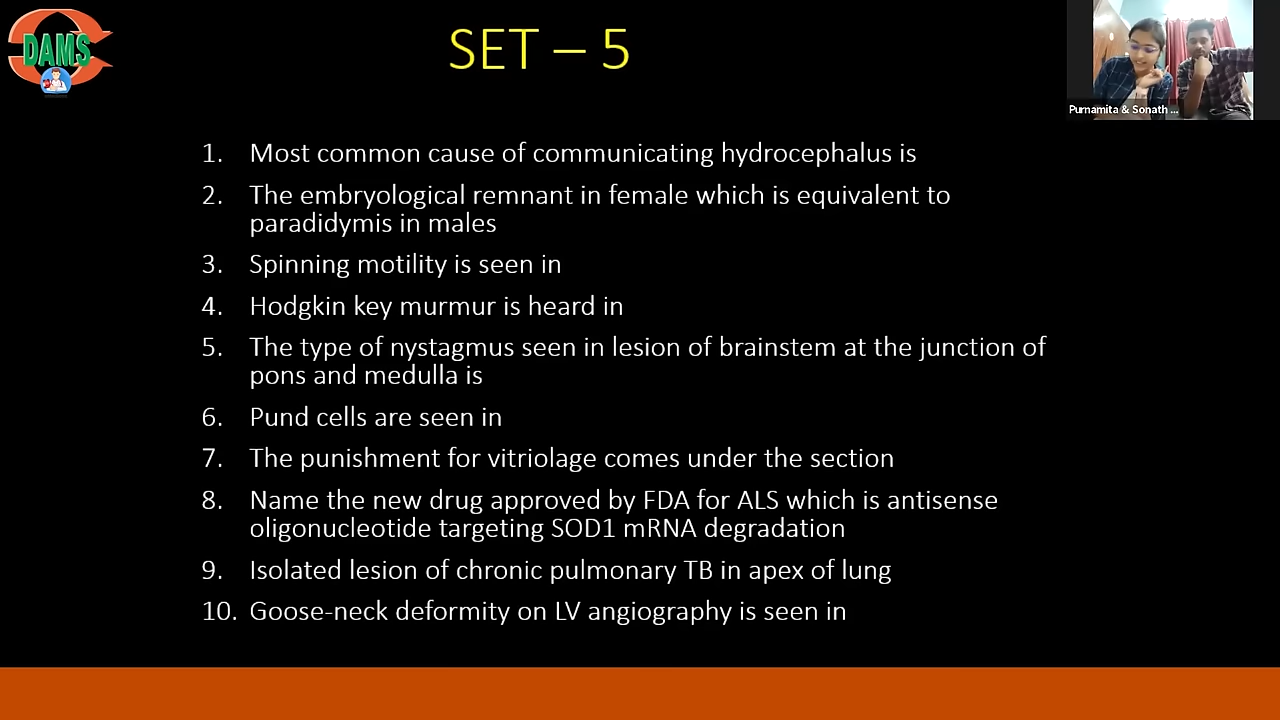 DAMS
SET – 5
Purnamita & Sonath ...
1. Most common cause of communicating hydrocephalus is
2. The embryological remnant in female which is equivalent to
paradidymis in males
3. Spinning motility is seen in
4. Hodgkin key murmur is heard in
5. The type of nystagmus seen in lesion of brainstem at the junction of
pons and medulla is
6. Pund cells are seen in
7. The punishment for vitriolage comes under the section
8. Name the new drug approved by FDA for ALS which is antisense
oligonucleotide targeting SOD1 mRNA degradation
9. Isolated lesion of chronic pulmonary TB in apex of lung
10. Goose-neck deformity on LV angiography is seen in